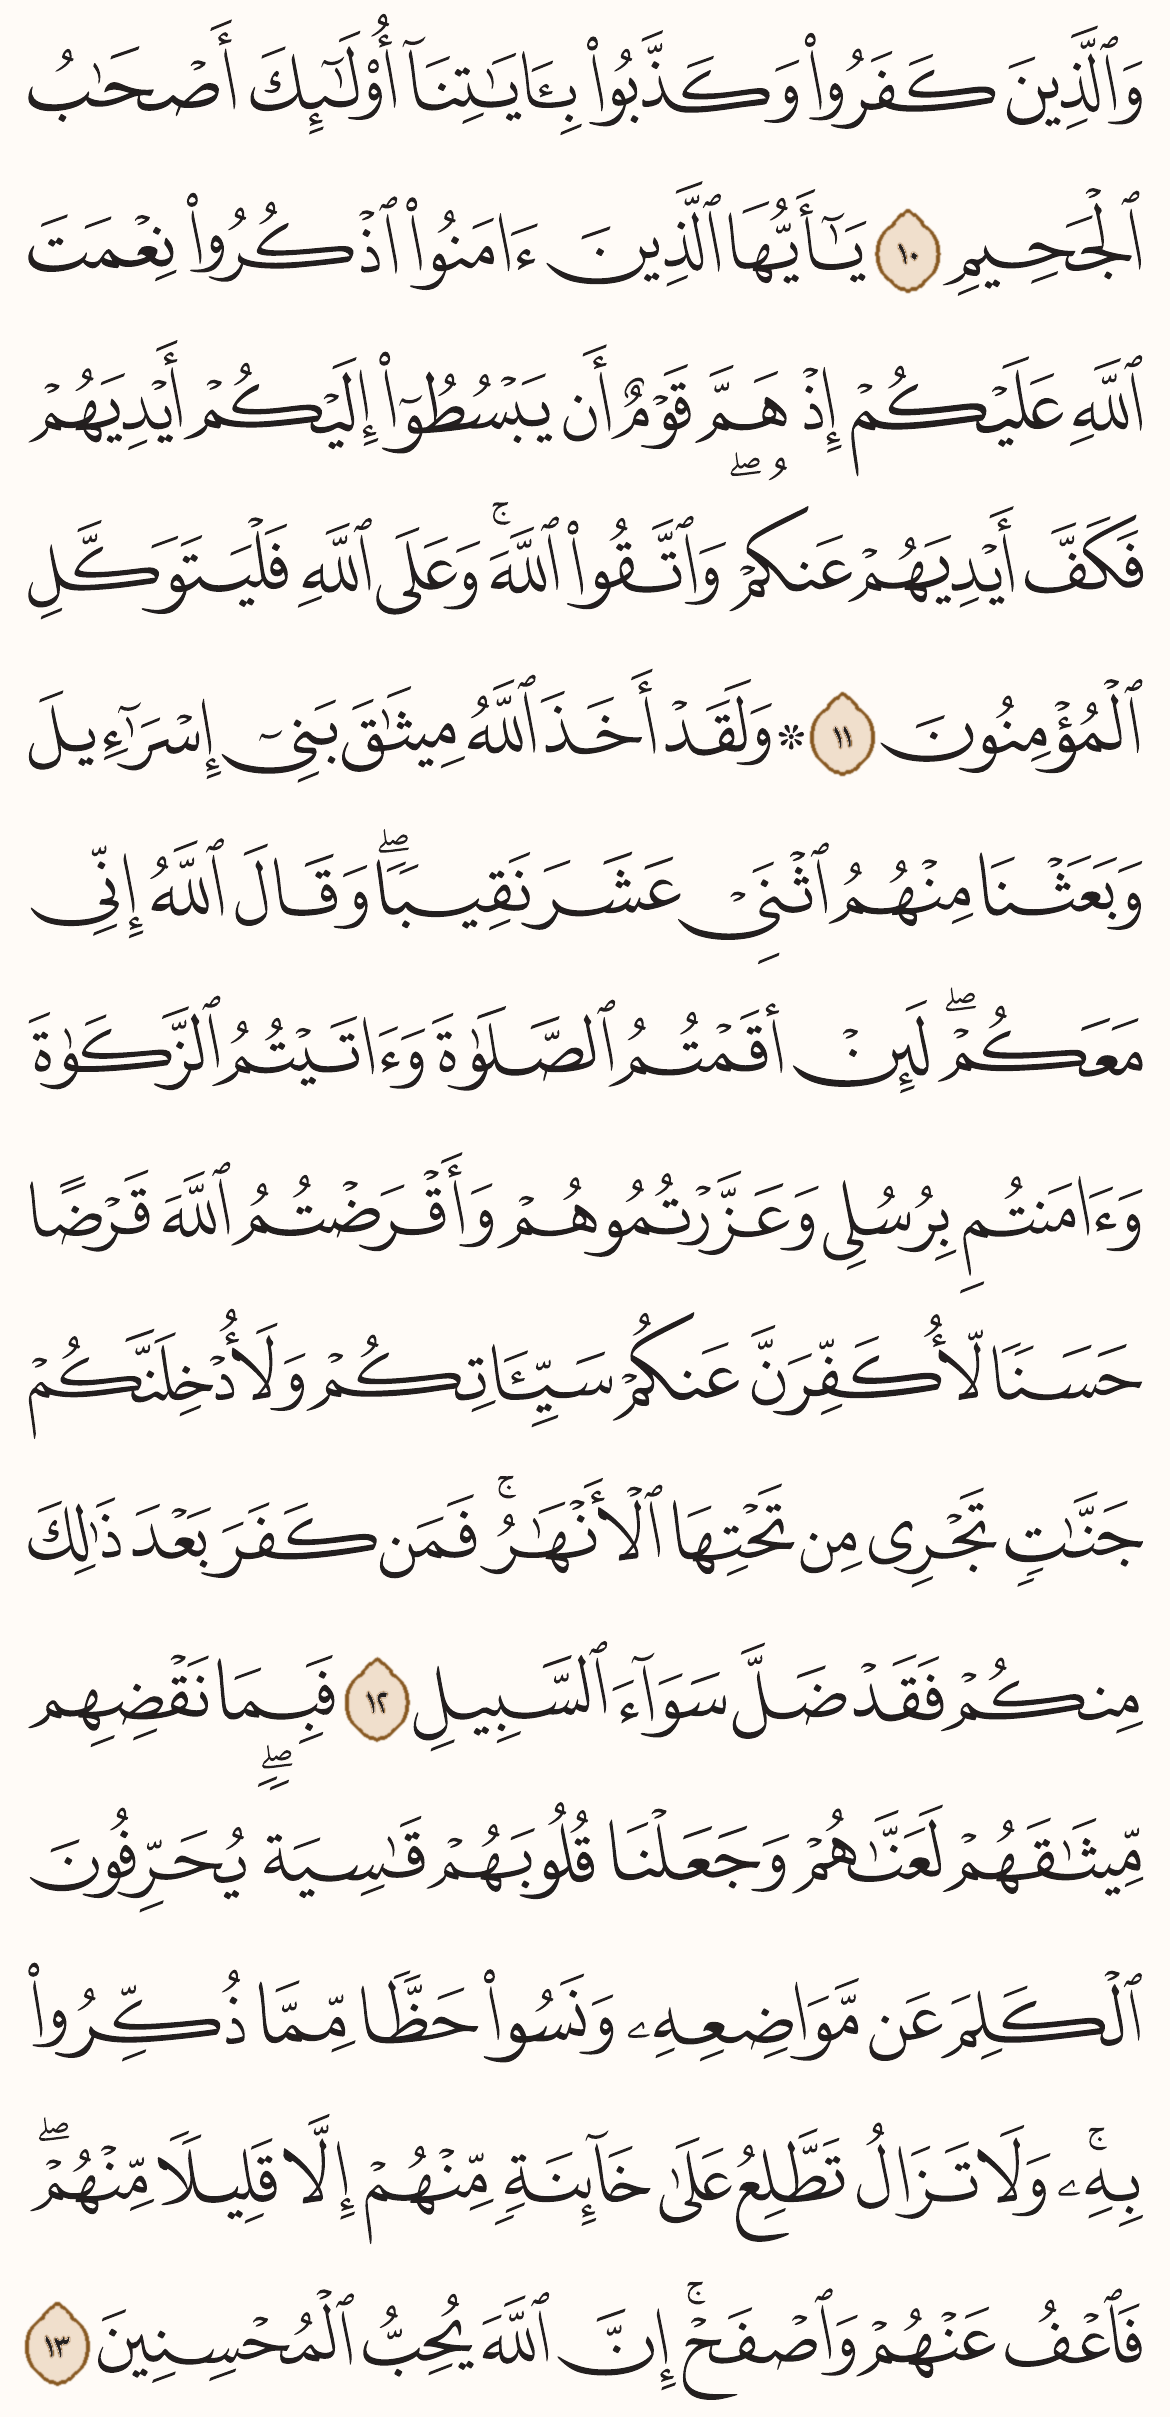 وَٱلَّذِينَ كَفَرُوا۟ وَكَذَّبُوا۟ بِـَٔايَـٰتِنَآ أُو۟لَـٰٓئِكَ أَصْحَـٰبُ
ٱلْجَحِيمِ ١٠ يَـٰٓأَيُّهَا ٱلَّذِينَ ءَامَنُوا۟ ٱذْكُرُوا۟ نِعْمَتَ
ٱللَّهِ عَلَيْكُمْ إِذْ هَمَّ قَوْمٌ أَن يَبْسُطُوٓا۟ إِلَيْكُمْ أَيْدِيَهُمْ
فَكَفَّ أَيْدِيَهُمْ عَنكُمْ ۖ وَٱتَّقُوا۟ ٱللَّهَ ۚ وَعَلَى ٱللَّهِ فَلْيَتَوَكَّلِ
ٱلْمُؤْمِنُونَ ١١ ۞ وَلَقَدْ أَخَذَ ٱللَّهُ مِيثَـٰقَ بَنِىٓ إِسْرَٰٓءِيلَ
وَبَعَثْنَا مِنْهُمُ ٱثْنَىْ عَشَرَ نَقِيبًا ۖ وَقَالَ ٱللَّهُ إِنِّى
مَعَكُمْ ۖ لَئِنْ أَقَمْتُمُ ٱلصَّلَوٰةَ وَءَاتَيْتُمُ ٱلزَّكَوٰةَ
وَءَامَنتُم بِرُسُلِى وَعَزَّرْتُمُوهُمْ وَأَقْرَضْتُمُ ٱللَّهَ قَرْضًا
حَسَنًا لَّأُكَفِّرَنَّ عَنكُمْ سَيِّـَٔاتِكُمْ وَلَأُدْخِلَنَّكُمْ
جَنَّـٰتٍ تَجْرِى مِن تَحْتِهَا ٱلْأَنْهَـٰرُ ۚ فَمَن كَفَرَ بَعْدَ ذَٰلِكَ
مِنكُمْ فَقَدْ ضَلَّ سَوَآءَ ٱلسَّبِيلِ ١٢ فَبِمَا نَقْضِهِم
مِّيثَـٰقَهُمْ لَعَنَّـٰهُمْ وَجَعَلْنَا قُلُوبَهُمْ قَـٰسِيَةً ۖ يُحَرِّفُونَ
ٱلْكَلِمَ عَن مَّوَاضِعِهِۦ وَنَسُوا۟ حَظًّا مِّمَّا ذُكِّرُوا۟
بِهِۦ ۚ وَلَا تَزَالُ تَطَّلِعُ عَلَىٰ خَآئِنَةٍ مِّنْهُمْ إِلَّا قَلِيلًا مِّنْهُمْ ۖ
فَٱعْفُ عَنْهُمْ وَٱصْفَحْ ۚ إِنَّ ٱللَّهَ يُحِبُّ ٱلْمُحْسِنِينَ ١٣